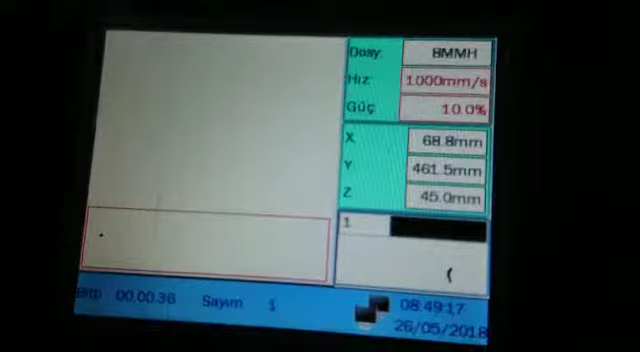 Dosy: 8MMH
Hız: 1000mm/s
Güç 10.0%
X 68.8mm
Y 461.5mm
Z 45.0mm
1
00:00:38 Sayım 1
08:49:17
26/05/2018